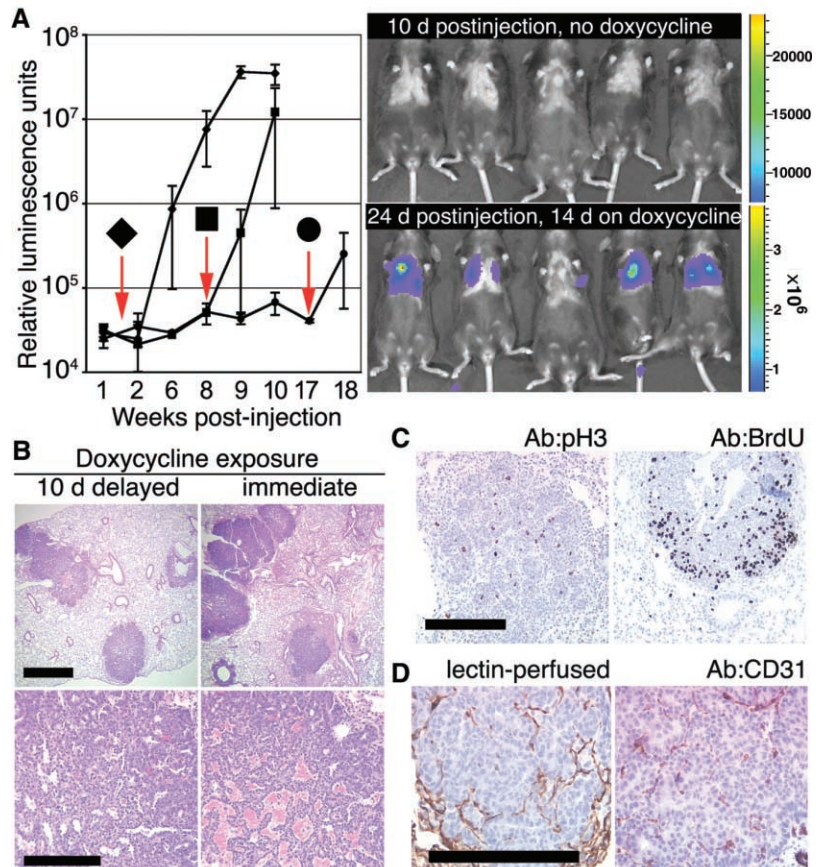 A
10⁸
10⁷
10⁶
10⁵
10⁴
Relative luminescence units
1 2 6 8 9 10 17 18
Weeks post-injection
10 d postinjection, no doxycycline
20000
15000
10000
24 d postinjection, 14 d on doxycycline
3
2
1
×10⁶
B
Doxycycline exposure
10 d delayed immediate
C
Ab:pH3 Ab:BrdU
D
lectin-perfused Ab:CD31